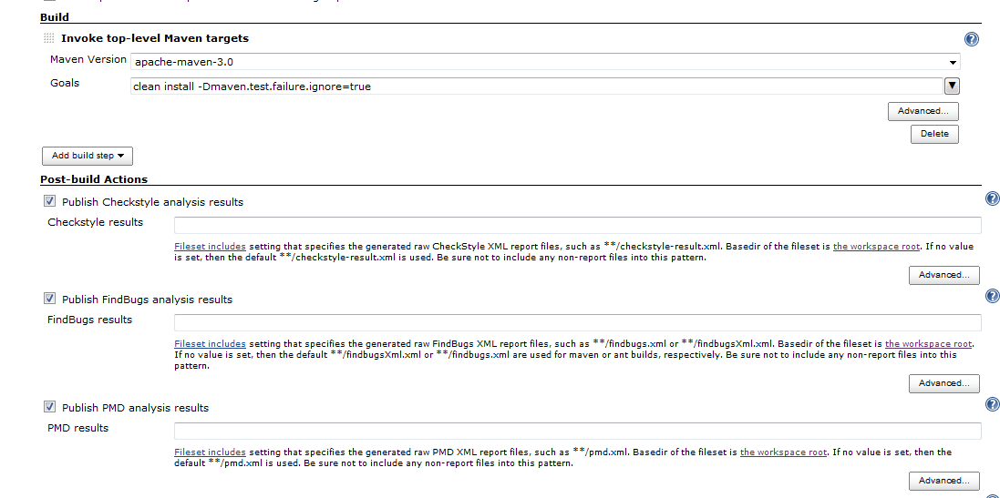 Build
Invoke top-level Maven targets
Maven Version
apache-maven-3.0
Goals
clean install -Dmaven.test.failure.ignore=true
Advanced...
Delete
Add build step
Post-build Actions
Publish Checkstyle analysis results
Checkstyle results
Fileset includes setting that specifies the generated raw CheckStyle XML report files, such as **/checkstyle-result.xml. Basedir of the fileset is the workspace root. If no value
is set, then the default **/checkstyle-result.xml is used. Be sure not to include any non-report files into this pattern.
Advanced...
Publish FindBugs analysis results
FindBugs results
Fileset includes setting that specifies the generated raw FindBugs XML report files, such as **/findbugs.xml or **/findbugsXml.xml. Basedir of the fileset is the workspace root.
If no value is set, then the default **/findbugsXml.xml or **/findbugs.xml are used for maven or ant builds, respectively. Be sure not to include any non-report files into this
pattern.
Advanced...
Publish PMD analysis results
PMD results
Fileset includes setting that specifies the generated raw PMD XML report files, such as **/pmd.xml. Basedir of the fileset is the workspace root. If no value is set, then the
default **/pmd.xml is used. Be sure not to include any non-report files into this pattern.
Advanced...